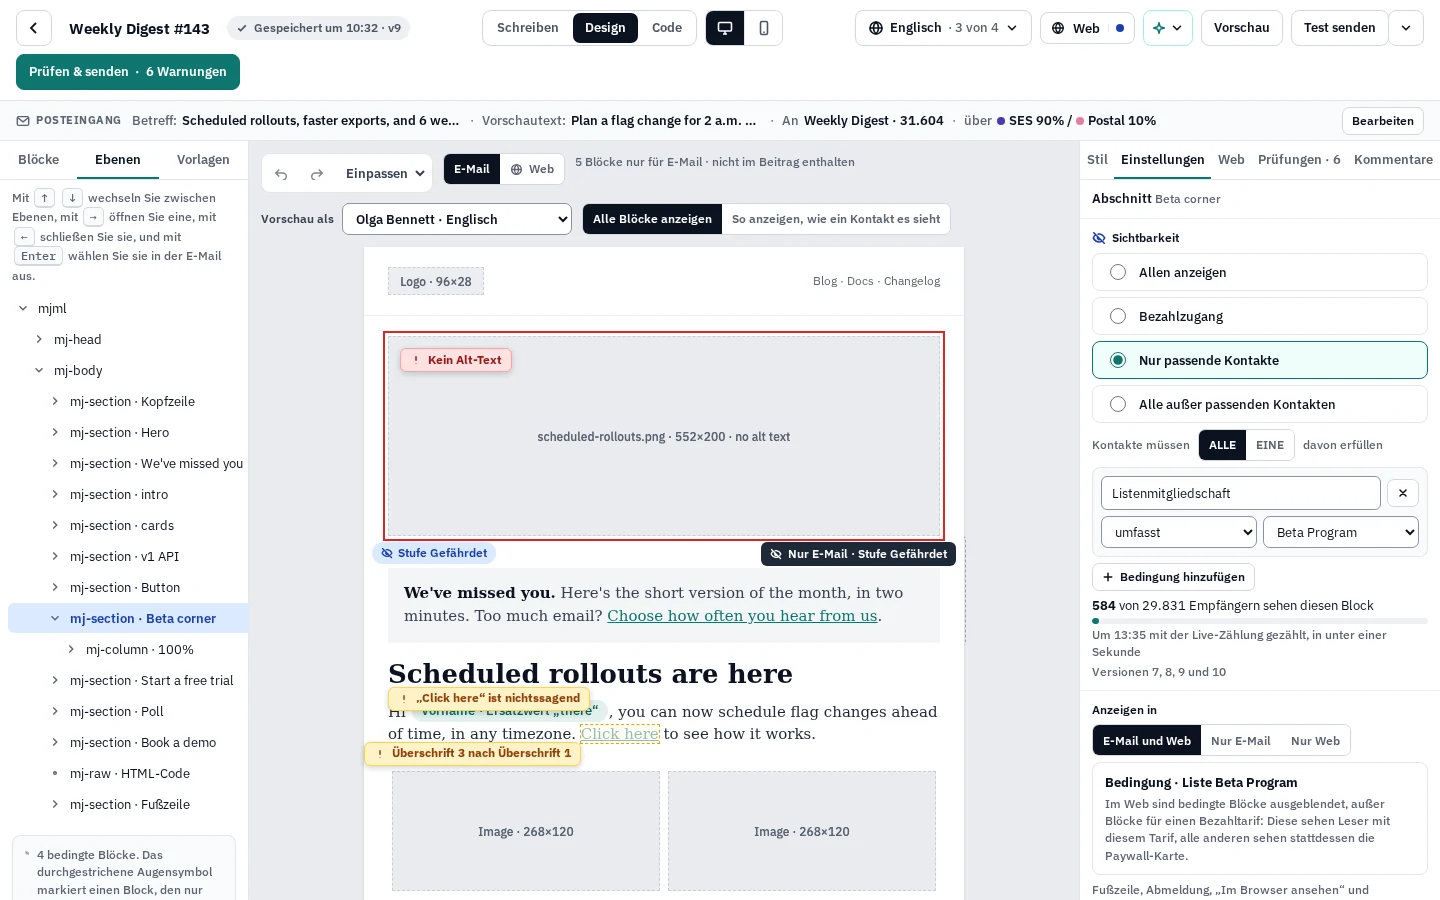 Weekly Digest #143
Gespeichert um 10:32 · v9
Schreiben
Design
Code
Englisch · 3 von 4
Web
Vorschau
Test senden
Prüfen & senden · 6 Warnungen
POSTEINGANG
Betreff: Scheduled rollouts, faster exports, and 6 we…
· Vorschautext: Plan a flag change for 2 a.m. …
· An Weekly Digest · 31.604
· über SES 90% / Postal 10%
Bearbeiten
Blöcke
Ebenen
Vorlagen
Mit ↑ ↓ wechseln Sie zwischen
Ebenen, mit → öffnen Sie eine, mit
← schließen Sie sie, und mit
Enter wählen Sie sie in der E-Mail
aus.
mjml
mj-head
mj-body
mj-section · Kopfzeile
mj-section · Hero
mj-section · We've missed you
mj-section · intro
mj-section · cards
mj-section · v1 API
mj-section · Button
mj-section · Beta corner
mj-column · 100%
mj-section · Start a free trial
mj-section · Poll
mj-section · Book a demo
mj-raw · HTML-Code
mj-section · Fußzeile
4 bedingte Blöcke. Das
durchgestrichene Augensymbol
markiert einen Block, den nur
Einpassen
E-Mail
Web
5 Blöcke nur für E-Mail · nicht im Beitrag enthalten
Vorschau als
Olga Bennett · Englisch
Alle Blöcke anzeigen
So anzeigen, wie ein Kontakt es sieht
Logo · 96×28
Blog · Docs · Changelog
! Kein Alt-Text
scheduled-rollouts.png · 552×200 · no alt text
Stufe Gefährdet
Nur E-Mail · Stufe Gefährdet
We've missed you. Here's the short version of the month, in two
minutes. Too much email? Choose how often you hear from us.
Scheduled rollouts are here
! „Click here“ ist nichtssagend
Hi Vorname · Ersatzwert „there“ , you can now schedule flag changes ahead
of time, in any timezone. Click here to see how it works.
! Überschrift 3 nach Überschrift 1
Image · 268×120
Image · 268×120
Stil
Einstellungen
Web
Prüfungen · 6
Kommentare
Abschnitt Beta corner
Sichtbarkeit
Allen anzeigen
Bezahlzugang
Nur passende Kontakte
Alle außer passenden Kontakten
Kontakte müssen ALLE EINE davon erfüllen
Listenmitgliedschaft
umfasst
Beta Program
Bedingung hinzufügen
584 von 29.831 Empfängern sehen diesen Block
Um 13:35 mit der Live-Zählung gezählt, in unter einer
Sekunde
Versionen 7, 8, 9 und 10
Anzeigen in
E-Mail und Web
Nur E-Mail
Nur Web
Bedingung · Liste Beta Program
Im Web sind bedingte Blöcke ausgeblendet, außer
Blöcke für einen Bezahltarif: Diese sehen Leser mit
diesem Tarif, alle anderen sehen stattdessen die
Paywall-Karte.
Fußzeile, Abmeldung, „Im Browser ansehen“ und